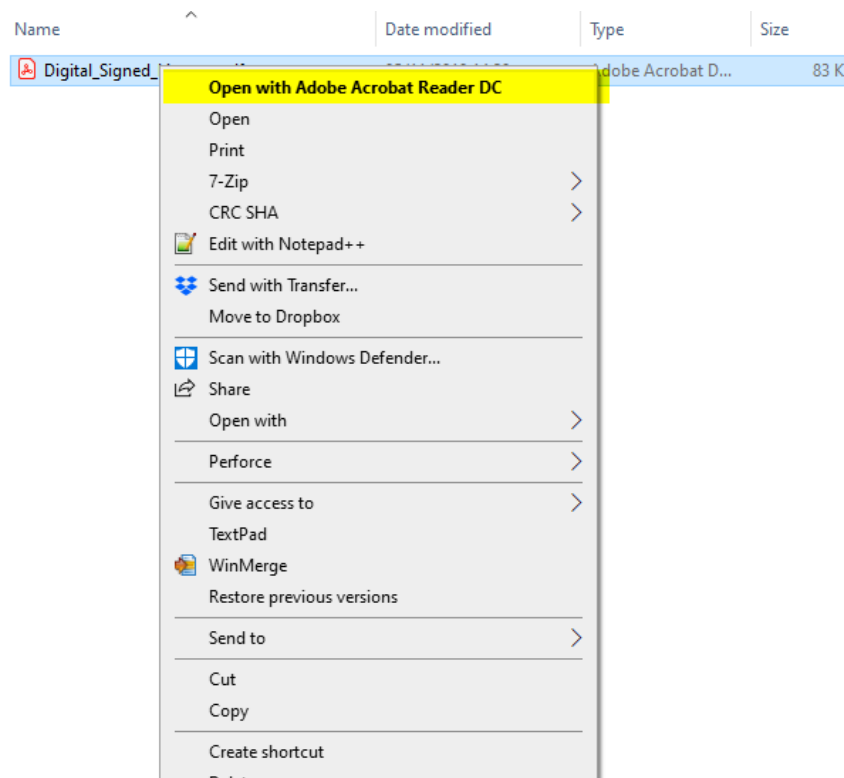 Name Date modified Type Size
Digital_Signed_ Adobe Acrobat D... 83 K
Open with Adobe Acrobat Reader DC
Open
Print
7-Zip
CRC SHA
Edit with Notepad++
Send with Transfer...
Move to Dropbox
Scan with Windows Defender...
Share
Open with
Perforce
Give access to
TextPad
WinMerge
Restore previous versions
Send to
Cut
Copy
Create shortcut